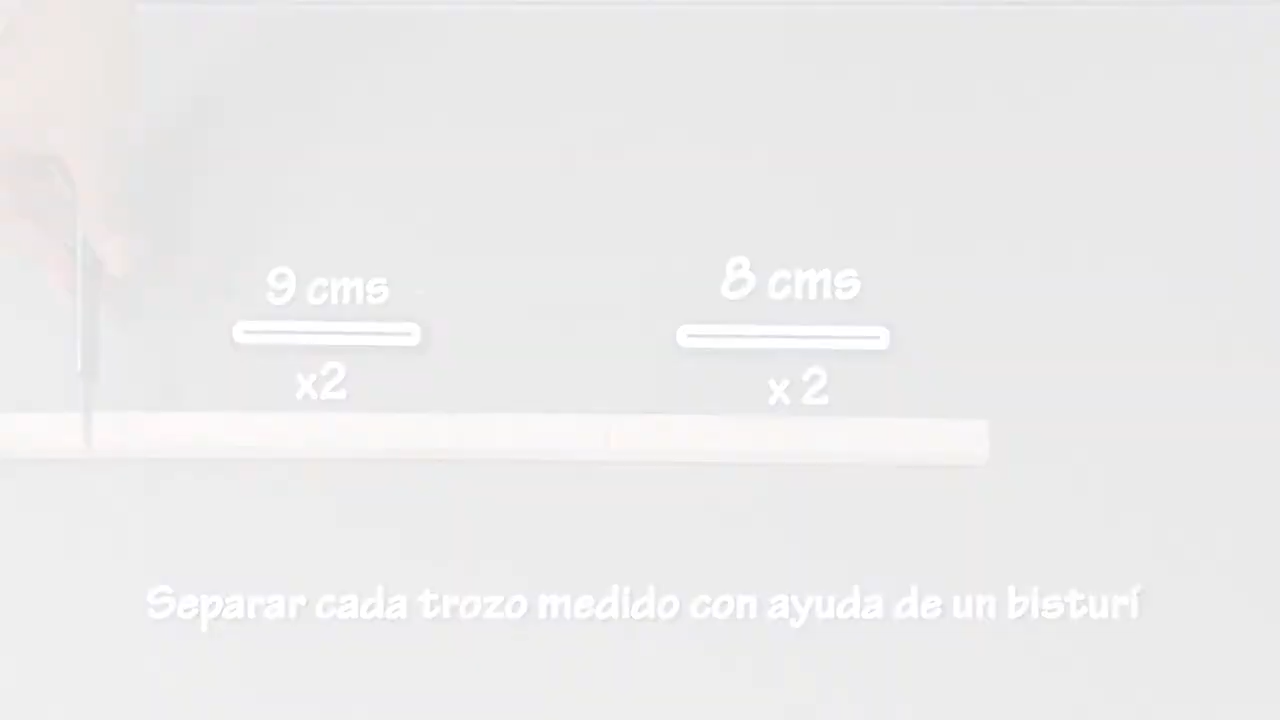 9 cms
x2
8 cms
x 2
Separar cada trozo medido con ayuda de un bisturí